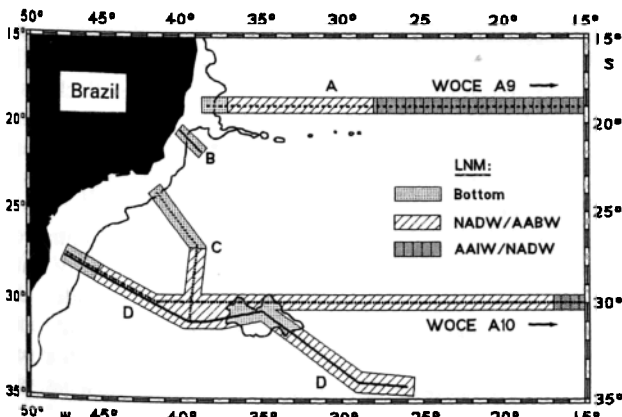 50° 45° 40° 35° 30° 25° 20° 15°
15° 15°
S
Brazil
A WOCE A9
20° 20°
B
LNM:
Bottom
25° NADW/AABW 25°
C AAIW/NADW
30° 30°
D WOCE A10
D
35° 35°
50° W 45° 40° 35° 30° 25° 20° 15°